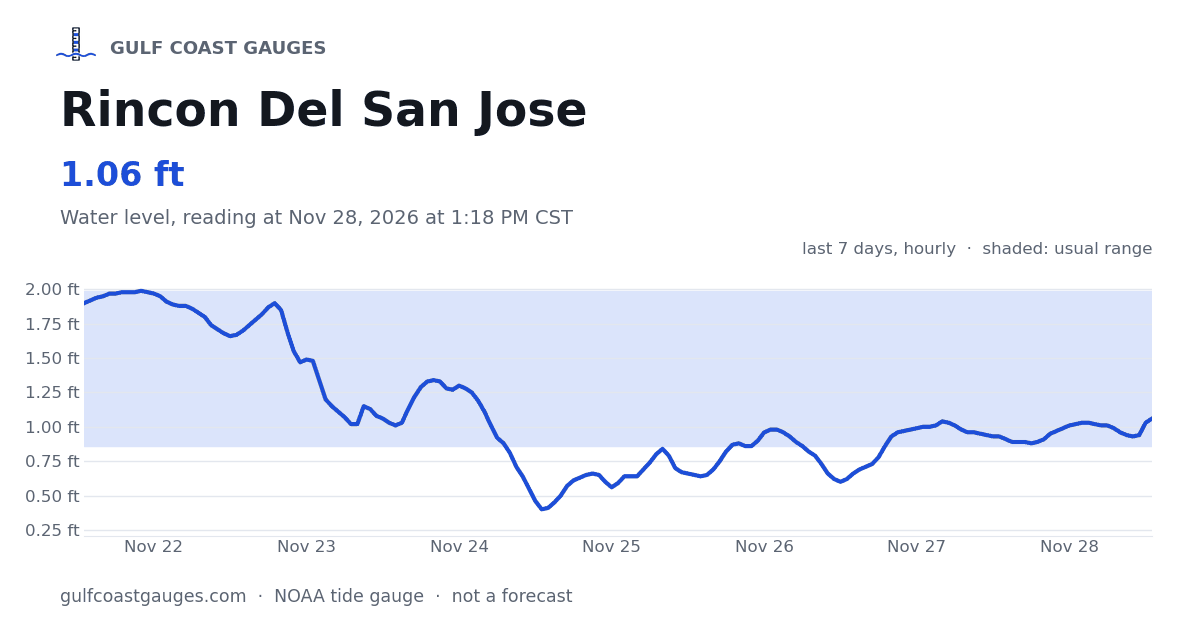 GULF COAST GAUGES
Rincon Del San Jose
1.06 ft
Water level, reading at Nov 28, 2026 at 1:18 PM CST
last 7 days, hourly · shaded: usual range
2.00 ft
1.75 ft
1.50 ft
1.25 ft
1.00 ft
0.75 ft
0.50 ft
0.25 ft
Nov 22 Nov 23 Nov 24 Nov 25 Nov 26 Nov 27 Nov 28
gulfcoastgauges.com · NOAA tide gauge · not a forecast